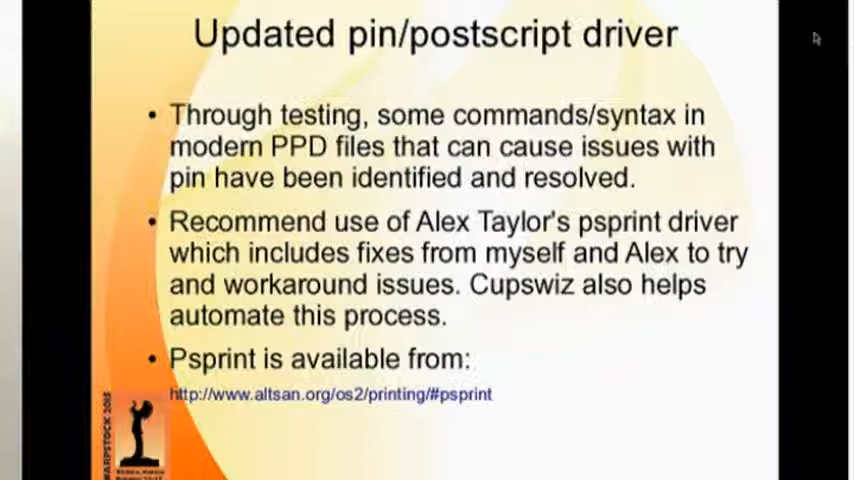 Updated pin/postscript driver
• Through testing, some commands/syntax in
modern PPD files that can cause issues with
pin have been identified and resolved.
• Recommend use of Alex Taylor's psprint driver
which includes fixes from myself and Alex to try
and workaround issues. Cupswiz also helps
automate this process.
• Psprint is available from:
http://www.altsan.org/os2/printing/#psprint
WARPSTOCK 2015